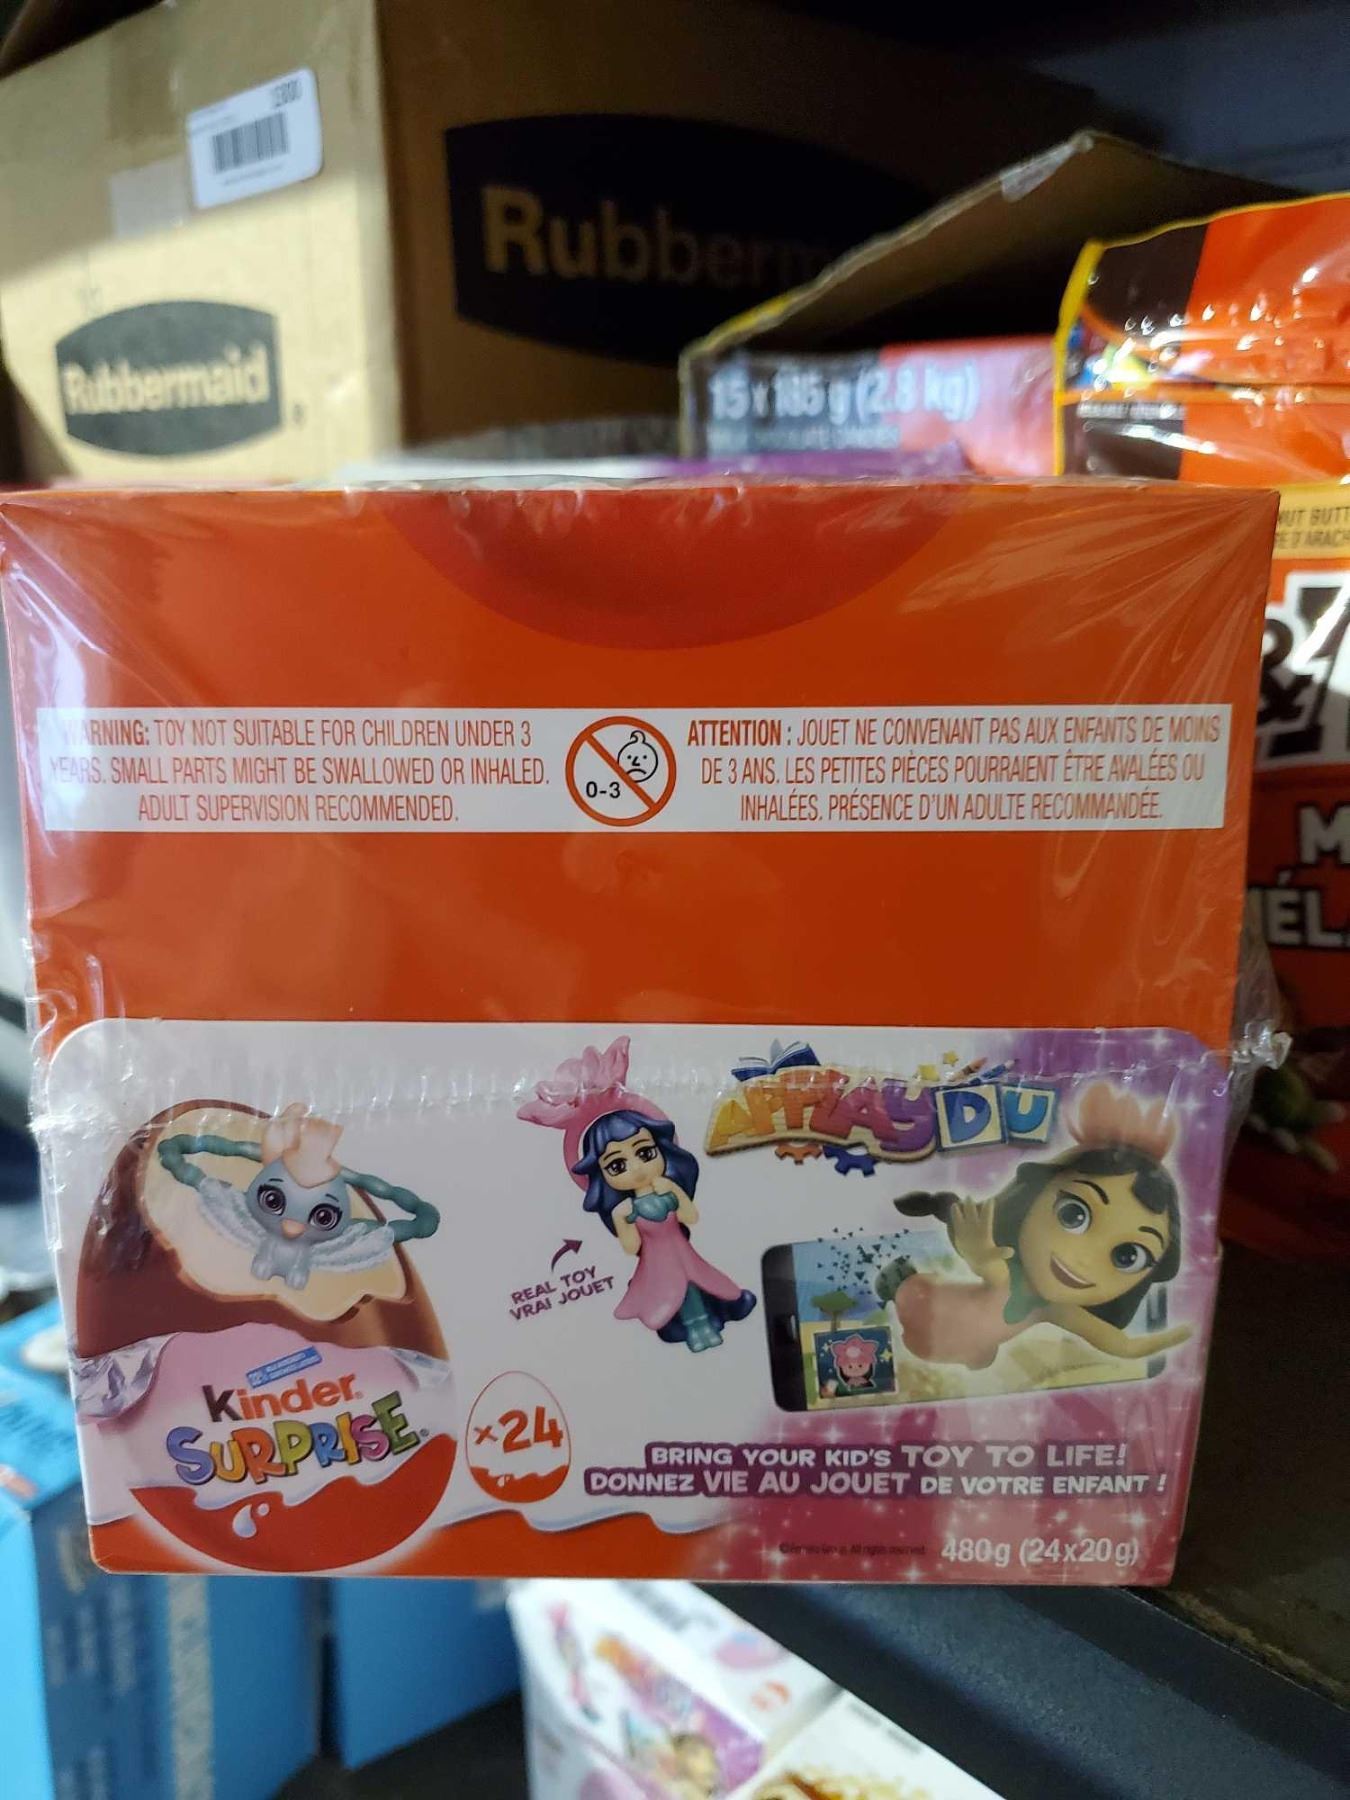 Rubbermaid
Rubberm
15 x 185 g (2.8 kg)
WARNING: TOY NOT SUITABLE FOR CHILDREN UNDER 3
YEARS. SMALL PARTS MIGHT BE SWALLOWED OR INHALED.
ADULT SUPERVISION RECOMMENDED.
0-3
ATTENTION : JOUET NE CONVENANT PAS AUX ENFANTS DE MOINS
DE 3 ANS. LES PETITES PIÈCES POURRAIENT ÊTRE AVALÉES OU
INHALÉES. PRÉSENCE D'UN ADULTE RECOMMANDÉE.
APPLAYDU
REAL TOY
VRAI JOUET
kinder
SURPRISE
x24
BRING YOUR KID'S TOY TO LIFE!
DONNEZ VIE AU JOUET DE VOTRE ENFANT !
480g (24x20g)